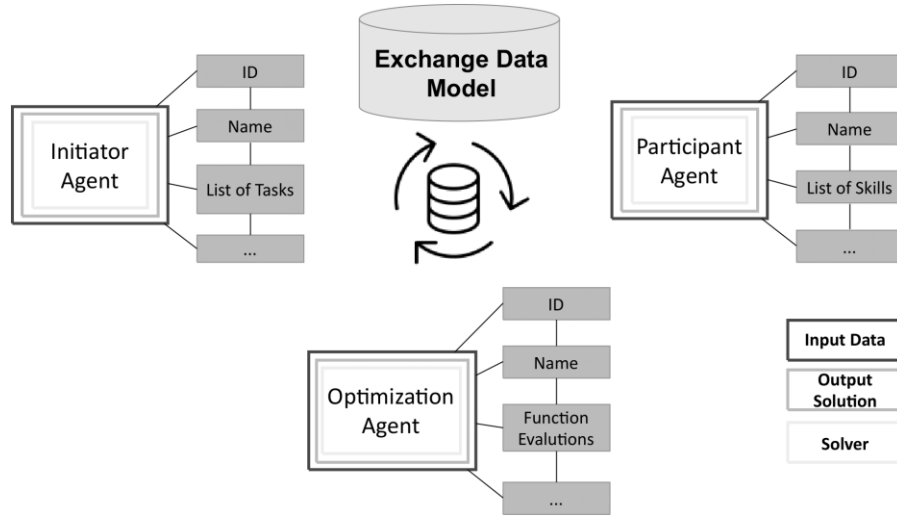 Exchange Data
Model
Initiator
Agent
ID
Name
List of Tasks
...
Participant
Agent
ID
Name
List of Skills
...
Optimization
Agent
ID
Name
Function
Evalutions
...
Input Data
Output
Solution
Solver